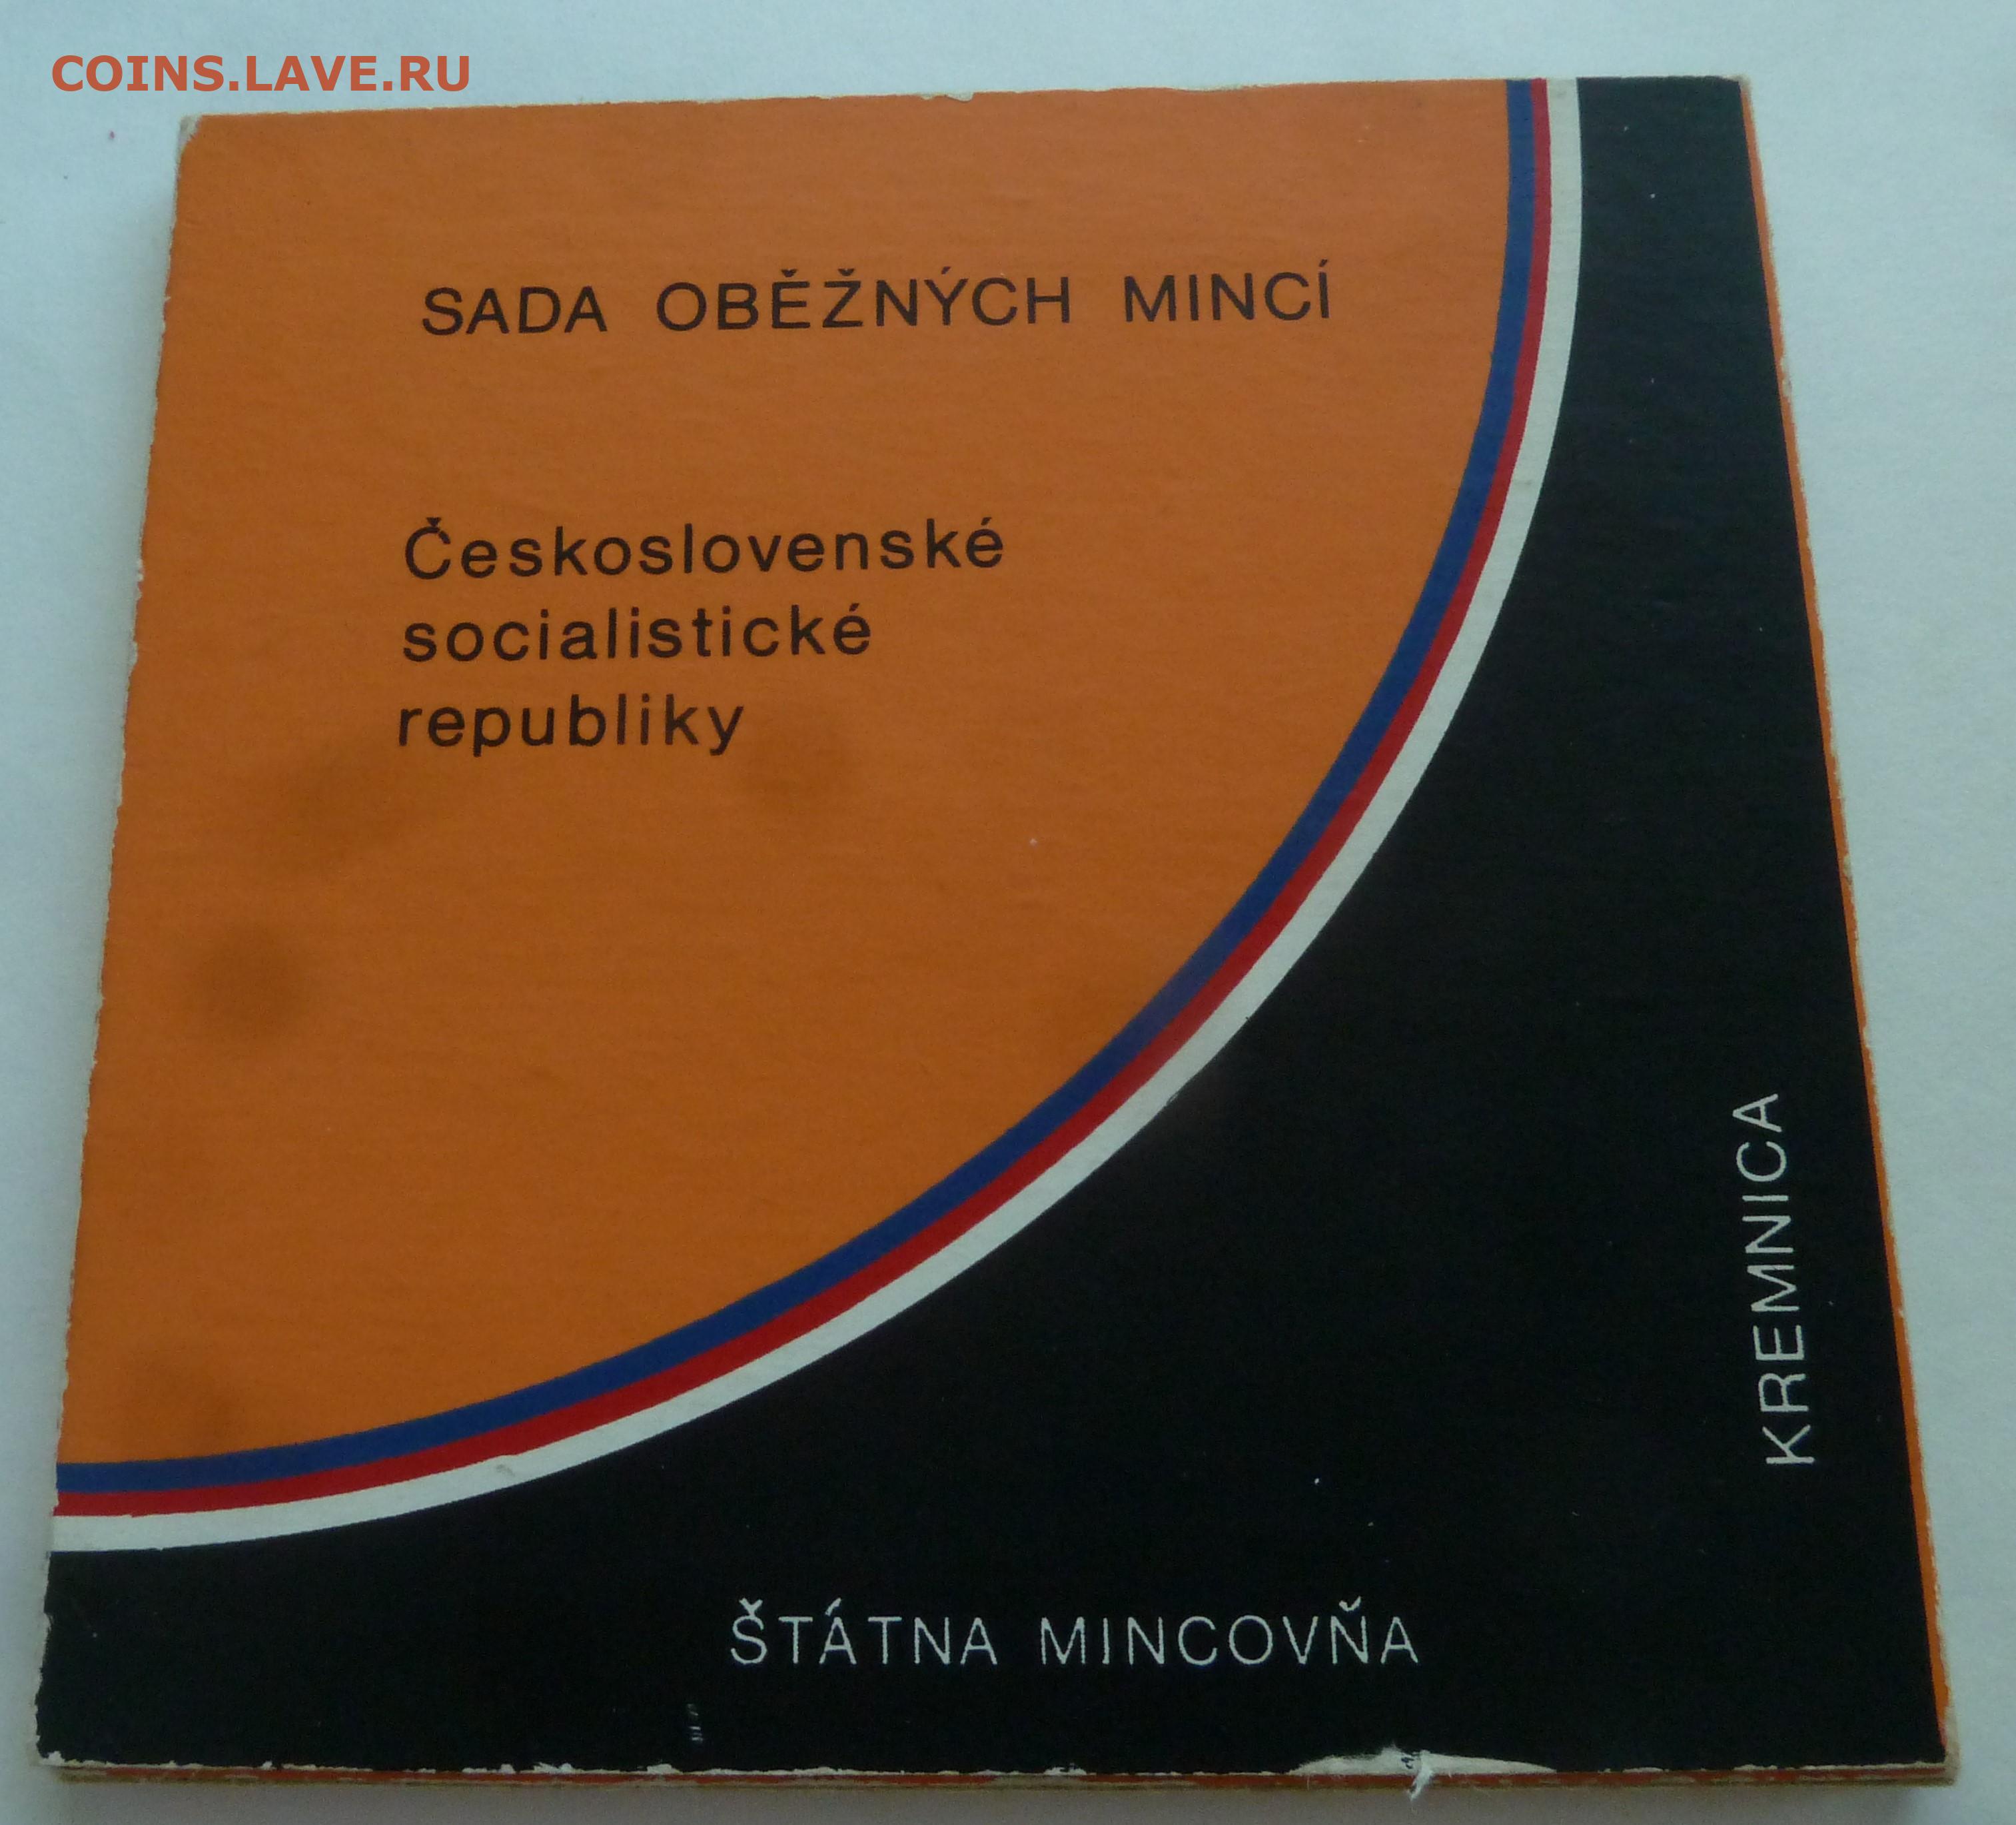 COINS.LAVE.RU
SADA OBĚŽNÝCH MINCÍ
Československé
socialistické
republiky
KREMNICA
ŠTÁTNA MINCOVŇA